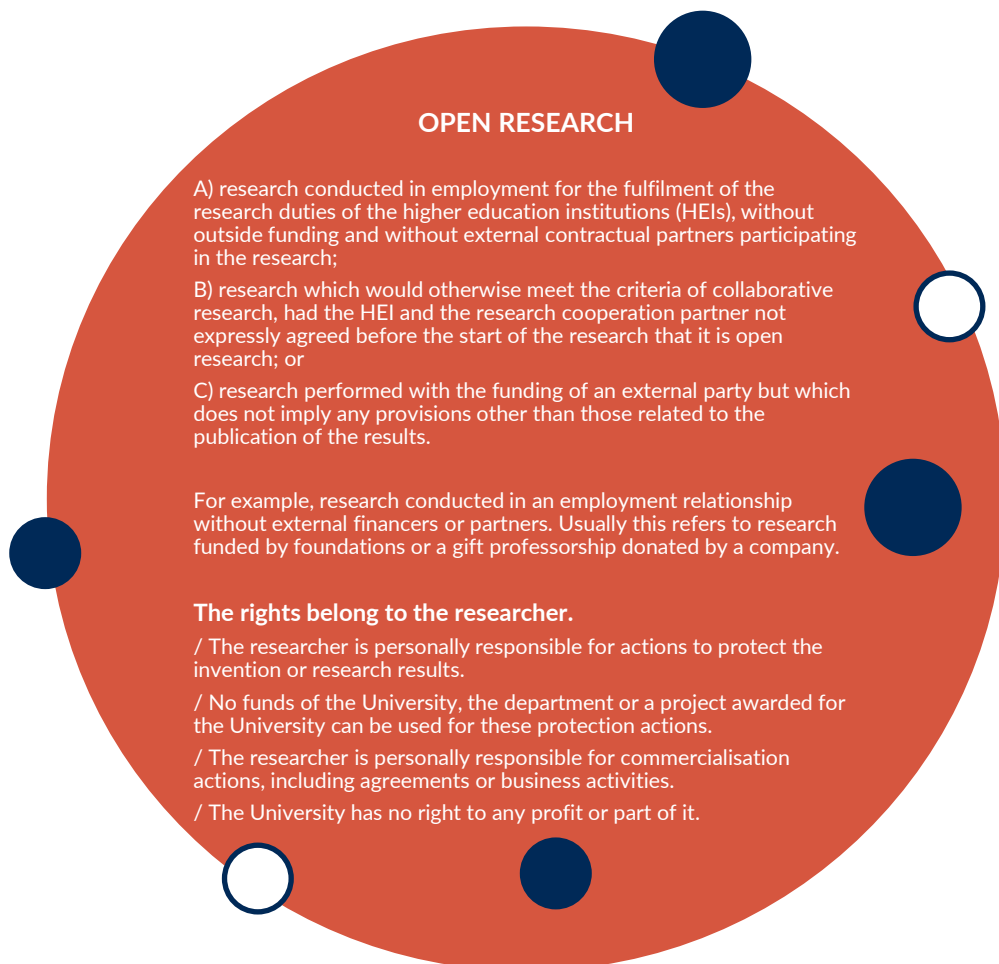 OPEN RESEARCH
A) research conducted in employment for the fulfilment of the
research duties of the higher education institutions (HEIs), without
outside funding and without external contractual partners participating
in the research;
B) research which would otherwise meet the criteria of collaborative
research, had the HEI and the research cooperation partner not
expressly agreed before the start of the research that it is open
research; or
C) research performed with the funding of an external party but which
does not imply any provisions other than those related to the
publication of the results.
For example, research conducted in an employment relationship
without external financers or partners. Usually this refers to research
funded by foundations or a gift professorship donated by a company.
The rights belong to the researcher.
/ The researcher is personally responsible for actions to protect the
invention or research results.
/ No funds of the University, the department or a project awarded for
the University can be used for these protection actions.
/ The researcher is personally responsible for commercialisation
actions, including agreements or business activities.
/ The University has no right to any profit or part of it.